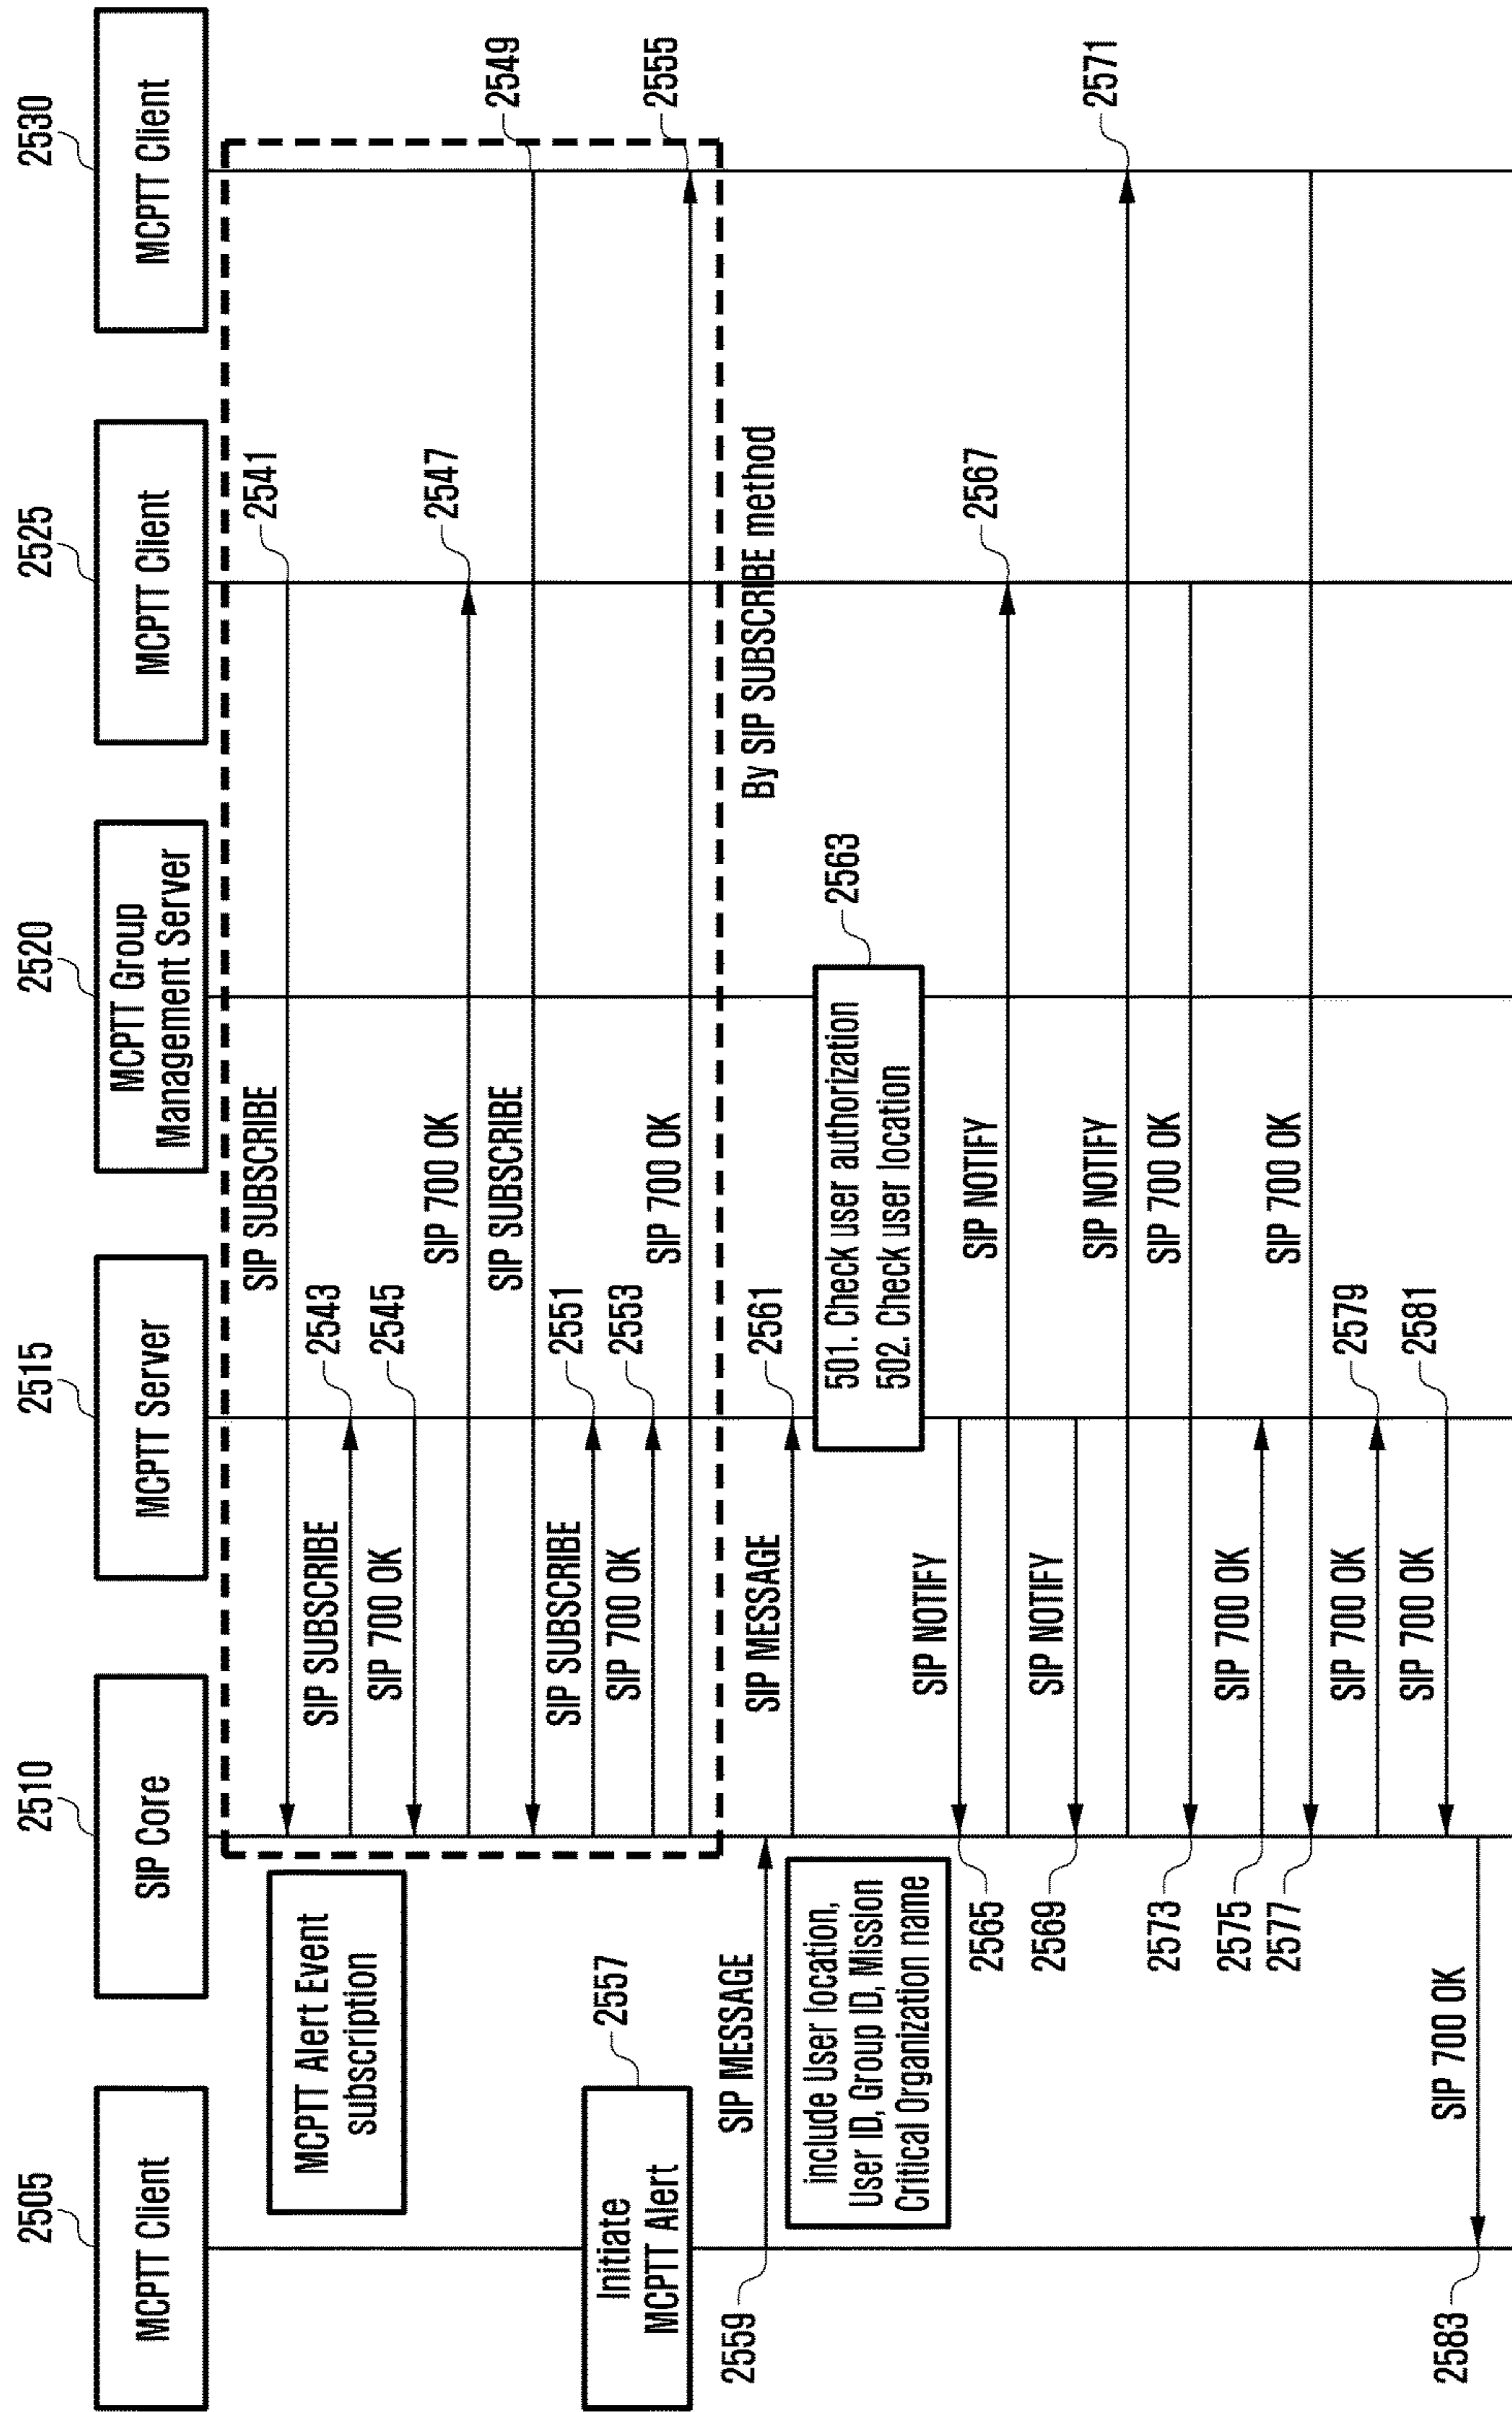 2505
2510
2515
2520
2525
2530
MCPTT Client
SIP Core
MCPTT Server
MCPTT Group
Management Server
MCPTT Client
MCPTT Client
MCPTT Alert Event
subscription
SIP SUBSCRIBE
2541
SIP SUBSCRIBE
2543
SIP 700 OK
2545
SIP 700 OK
2547
SIP SUBSCRIBE
2549
SIP SUBSCRIBE
2551
SIP 700 OK
2553
SIP 700 OK
2555
By SIP SUBSCRIBE method
Initiate
MCPTT Alert
2557
2559
SIP MESSAGE
SIP MESSAGE
2561
include User location,
User ID, Group ID, Mission
Critical Organization name
501. Check user authorization
502. Check user location
2563
SIP NOTIFY
2565
SIP NOTIFY
2567
SIP NOTIFY
2569
SIP NOTIFY
2571
SIP 700 OK
2573
SIP 700 OK
2575
SIP 700 OK
2577
SIP 700 OK
2579
SIP 700 OK
2581
SIP 700 OK
2583